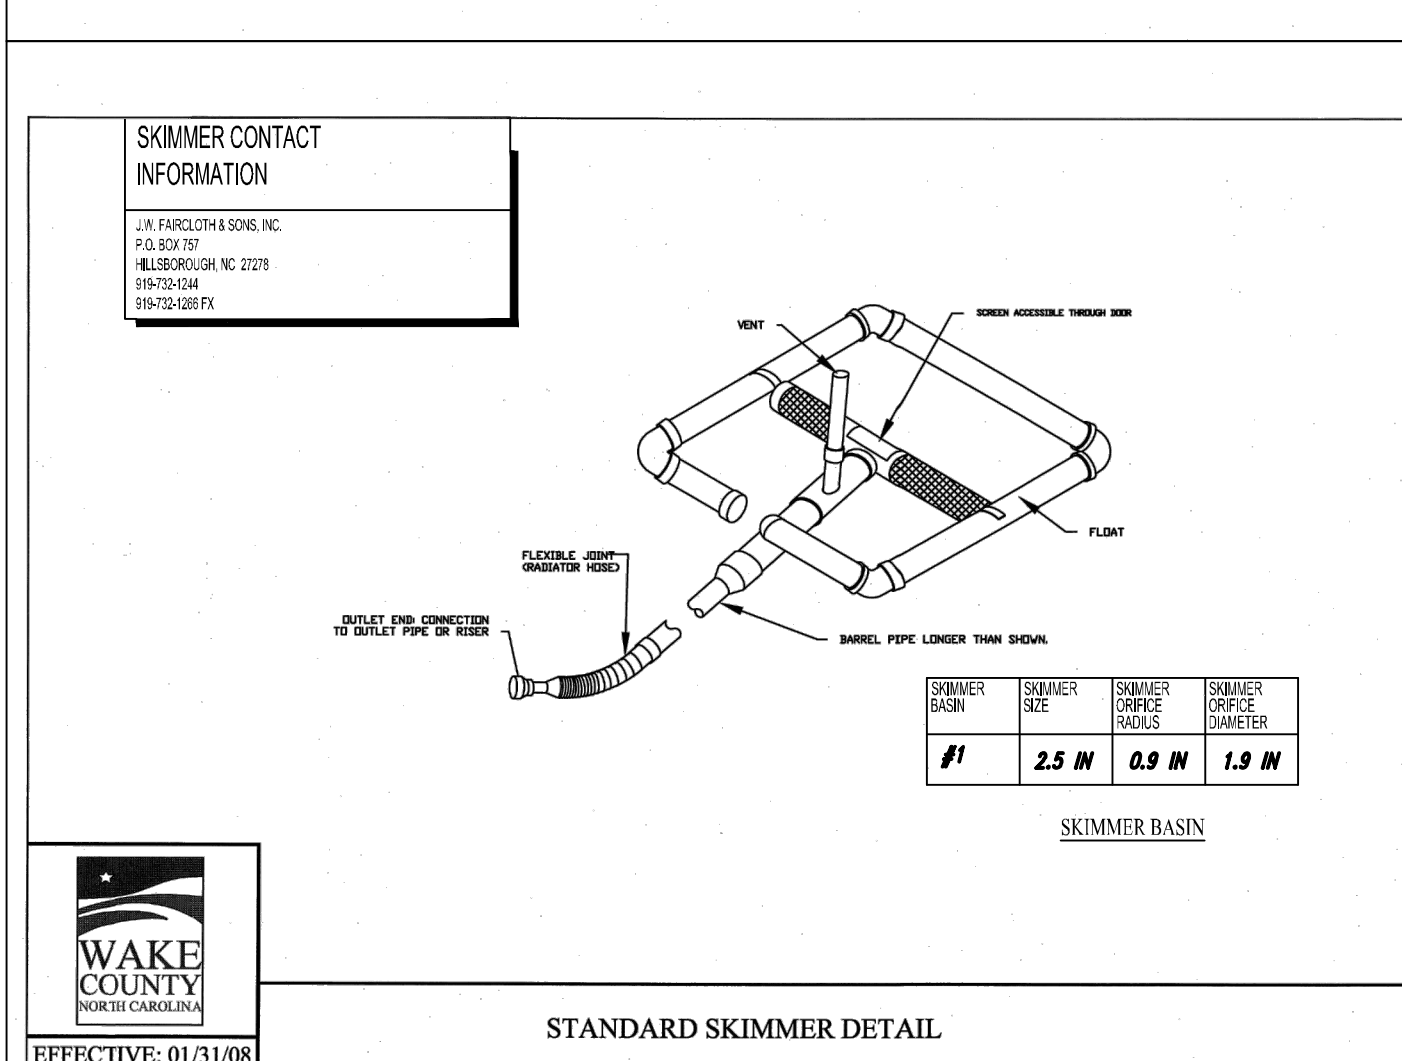 SKIMMER CONTACT
INFORMATION
J.W. FAIRCLOTH & SONS, INC.
P.O. BOX 757
HILLSBOROUGH, NC 27278
919-732-1244
919-732-1266 FX
VENT
SCREEN ACCESSIBLE THROUGH DOOR
FLOAT
FLEXIBLE JOINT
(RADIATOR HOSE)
OUTLET END: CONNECTION
TO OUTLET PIPE OR RISER
BARREL PIPE LONGER THAN SHOWN.
SKIMMER
BASIN
SKIMMER
SIZE
SKIMMER
ORIFICE
RADIUS
SKIMMER
ORIFICE
DIAMETER
#1
2.5 IN
0.9 IN
1.9 IN
SKIMMER BASIN
WAKE
COUNTY
NORTH CAROLINA
STANDARD SKIMMER DETAIL
EFFECTIVE: 01/31/08